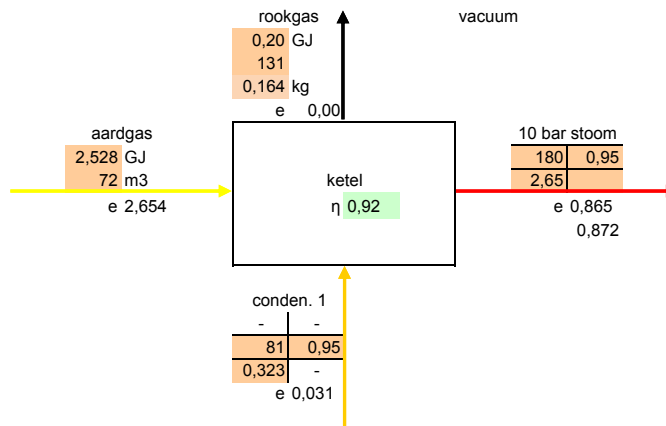 rookgas
vacuum
0,20 GJ
131
0,164 kg
e 0,00
aardgas
2,528 GJ
72 m3
e 2,654
ketel
η 0,92
10 bar stoom
180 0,95
2,65
e 0,865
0,872
conden. 1
- -
81 0,95
0,323 -
e 0,031